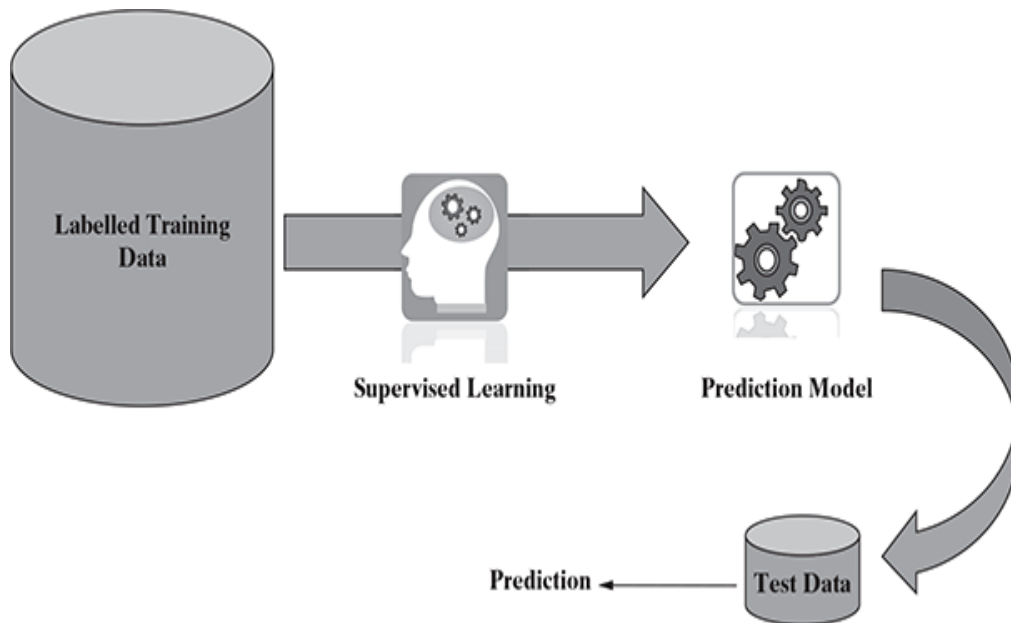 Labelled Training
Data
Supervised Learning
Prediction Model
Prediction
Test Data